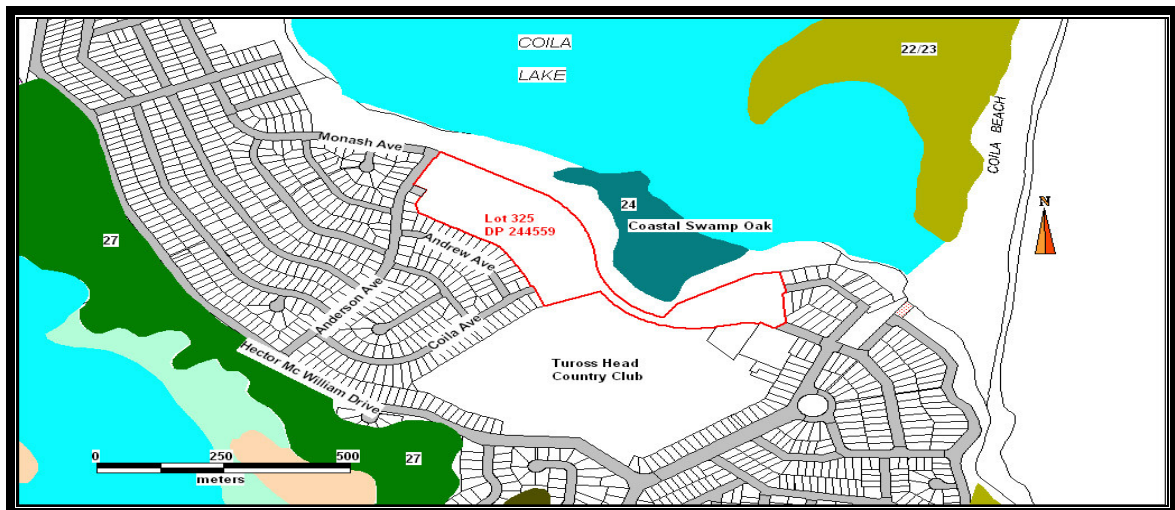 COILA
LAKE
22/23
COILA BEACH
Monash Ave
N
24
Coastal Swamp Oak
Lot 325
DP 244559
27
Andrew Ave
Anderson Ave
Coila Ave
Hector Mc William Drive
Tuross Head
Country Club
0 250 500
meters
27